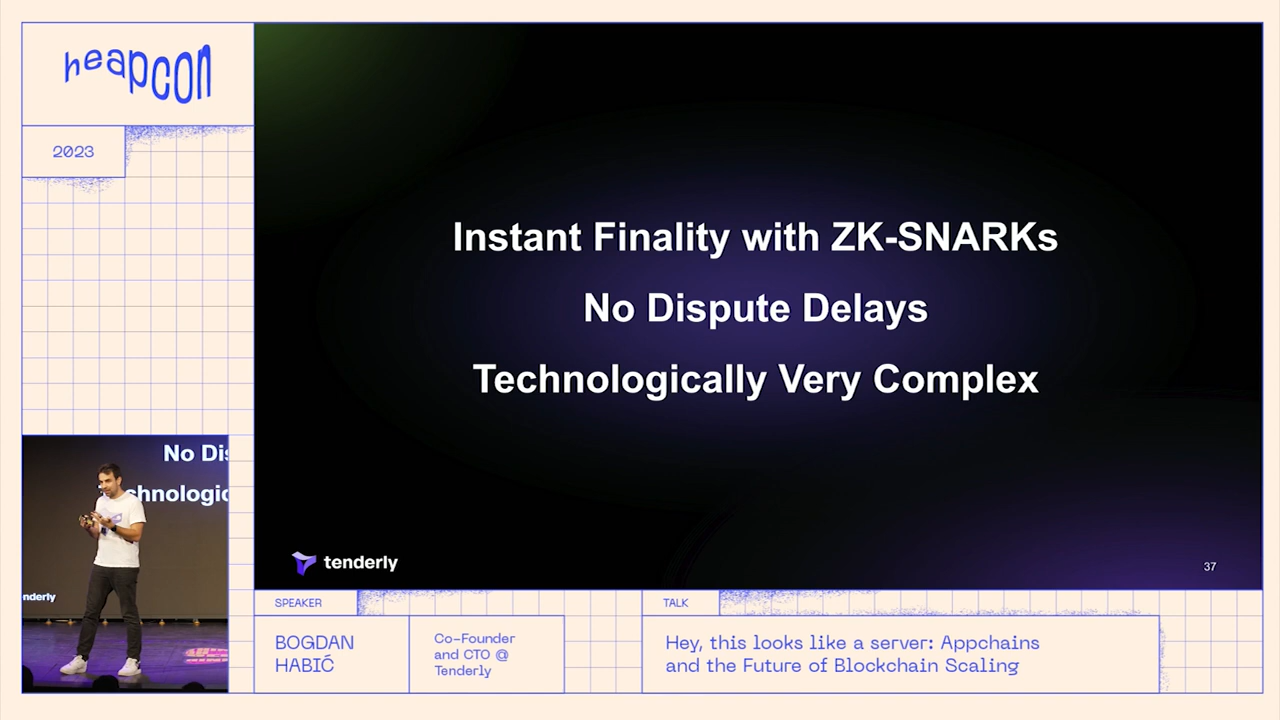 heapcon
2023
Instant Finality with ZK-SNARKs
No Dispute Delays
Technologically Very Complex
tenderly
37
No Dis
chnologic
nderly
SPEAKER
BOGDAN
HABIĆ
Co-Founder
and CTO @
Tenderly
TALK
Hey, this looks like a server: Appchains
and the Future of Blockchain Scaling